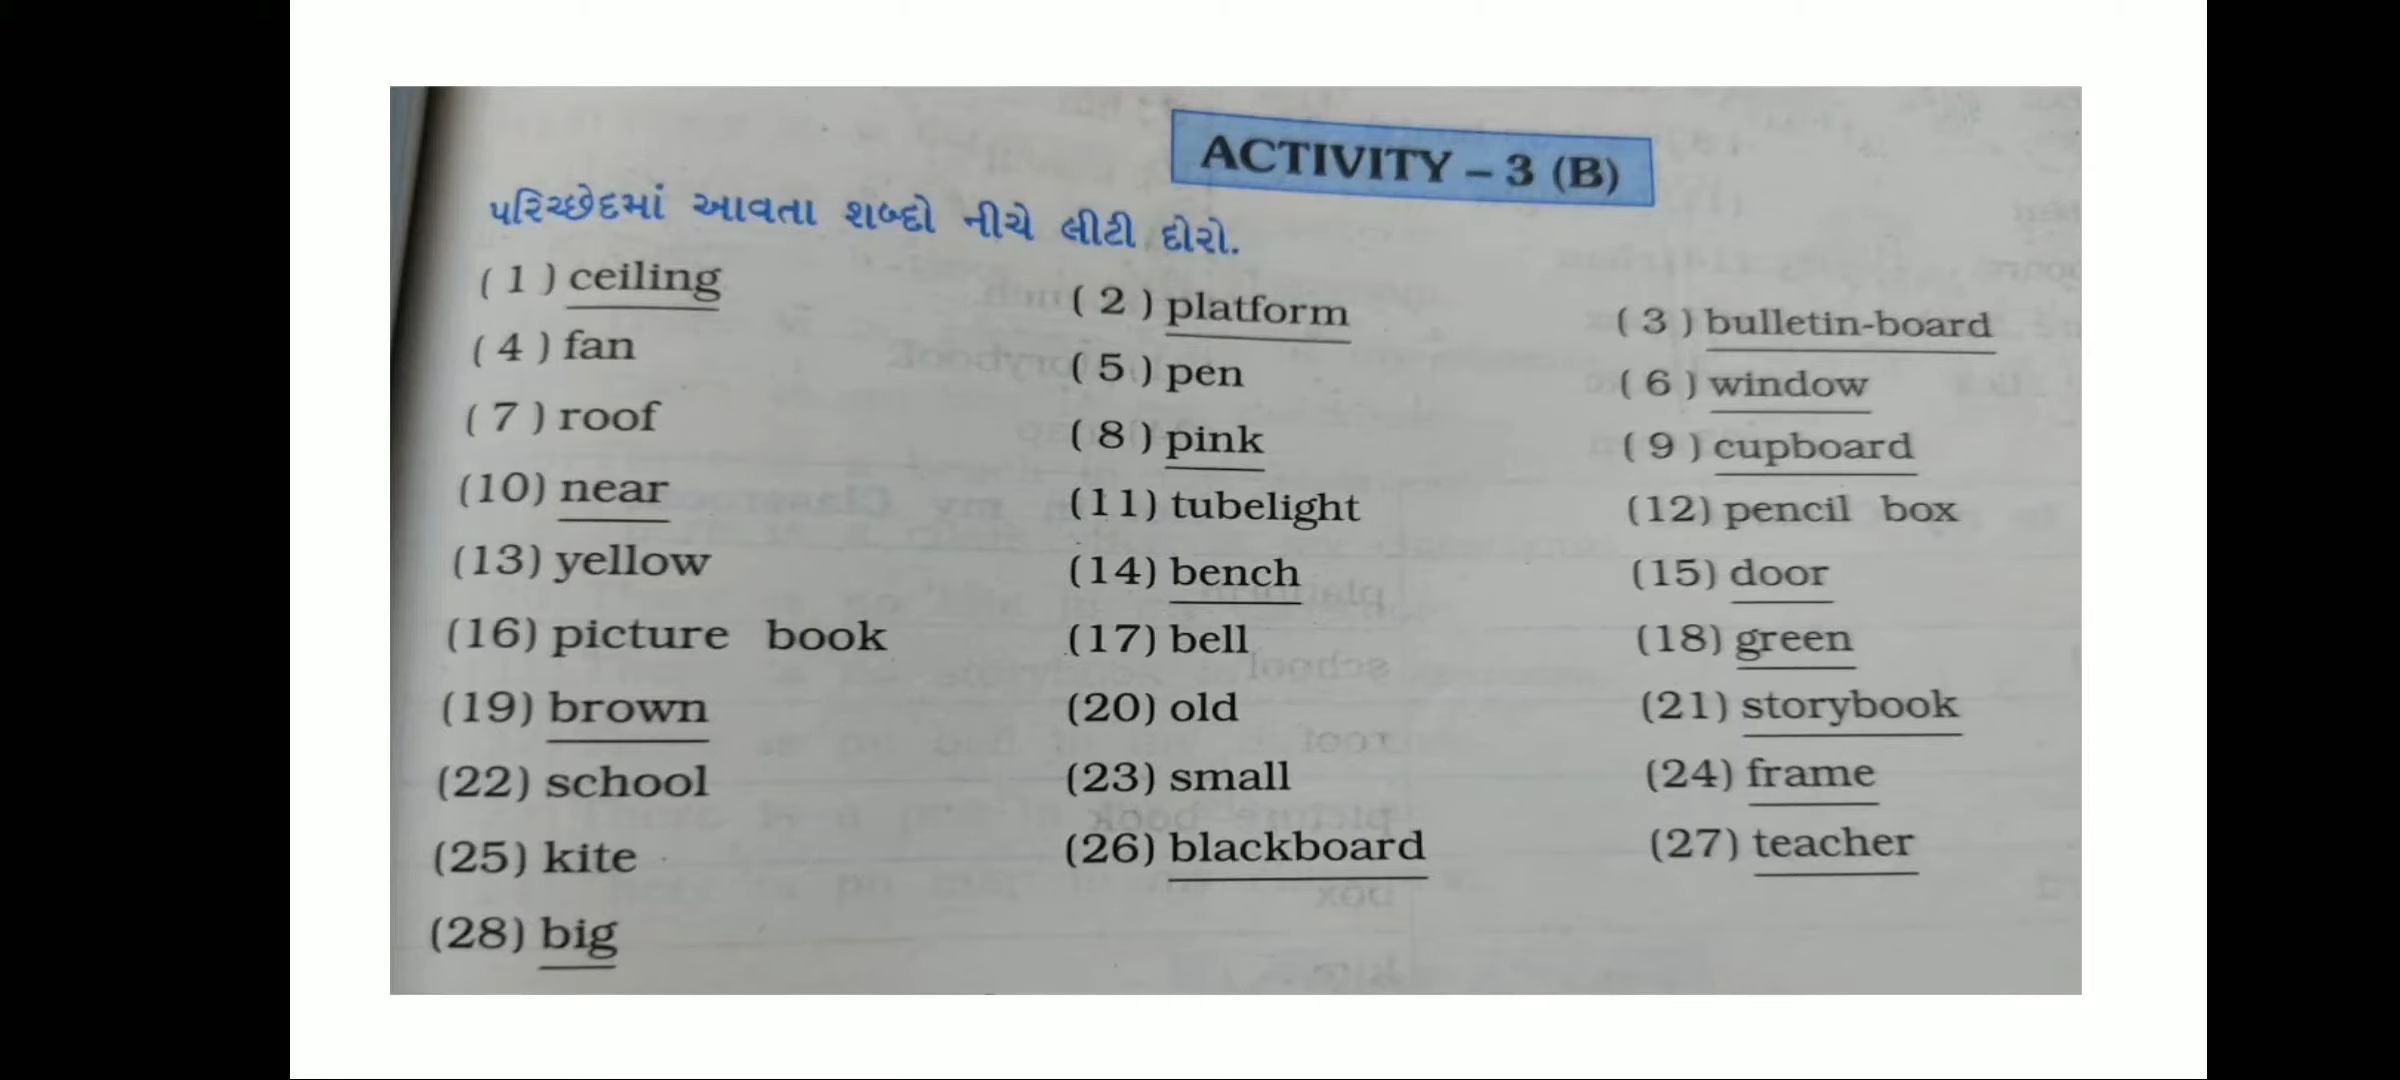 ACTIVITY – 3 (B)
પરિચ્છેદમાં આવતા શબ્દો નીચે લીટી દોરો.
( 1 ) ceiling ( 2 ) platform ( 3 ) bulletin-board
( 4 ) fan ( 5 ) pen ( 6 ) window
( 7 ) roof ( 8 ) pink ( 9 ) cupboard
(10) near (11) tubelight (12) pencil box
(13) yellow (14) bench (15) door
(16) picture book (17) bell (18) green
(19) brown (20) old (21) storybook
(22) school (23) small (24) frame
(25) kite (26) blackboard (27) teacher
(28) big